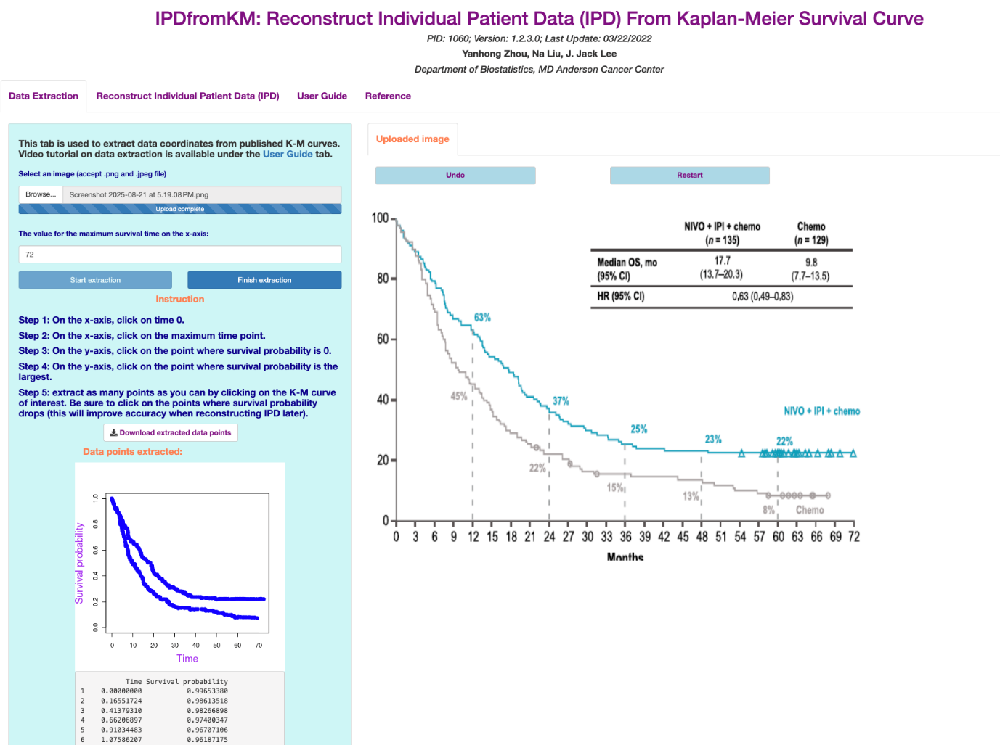 IPDfromKM: Reconstruct Individual Patient Data (IPD) From Kaplan-Meier Survival Curve
PID: 1060; Version: 1.2.3.0; Last Update: 03/22/2022
Yanhong Zhou, Na Liu, J. Jack Lee
Department of Biostatistics, MD Anderson Cancer Center
Data Extraction
Reconstruct Individual Patient Data (IPD)
User Guide
Reference
This tab is used to extract data coordinates from published K-M curves.
Video tutorial on data extraction is available under the User Guide tab.
Select an image (accept .png and .jpeg file)
Browse...
Screenshot 2025-08-21 at 5.19.08 PM.png
Upload complete
The value for the maximum survival time on the x-axis:
72
Start extraction
Finish extraction
Instruction
Step 1: On the x-axis, click on time 0.
Step 2: On the x-axis, click on the maximum time point.
Step 3: On the y-axis, click on the point where survival probability is 0.
Step 4: On the y-axis, click on the point where survival probability is the
largest.
Step 5: extract as many points as you can by clicking on the K-M curve
of interest. Be sure to click on the points where survival probability
drops (this will improve accuracy when reconstructing IPD later).
Download extracted data points
Data points extracted:
Survival probability
1.0
0.8
0.6
0.4
0.2
0.0
0 10 20 30 40 50 60 70
Time
Time Survival probability
1 0.00000000 0.99653380
2 0.16551724 0.98613518
3 0.41379310 0.98266898
4 0.66206897 0.97400347
5 0.91034483 0.96707106
6 1.07586207 0.96187175
Uploaded image
Undo
Restart
100
80
60
40
20
0
NIVO + IPI + chemo
(n = 135)
Chemo
(n = 129)
Median OS, mo
(95% CI)
17.7
(13.7–20.3)
9.8
(7.7–13.5)
HR (95% CI)
0,63 (0,49–0,83)
63%
45%
37%
22%
25%
15%
23%
13%
22%
8%
NIVO + IPI + chemo
Chemo
0 3 6 9 12 15 18 21 24 27 30 33 36 39 42 45 48 51 54 57 60 63 66 69 72
Months